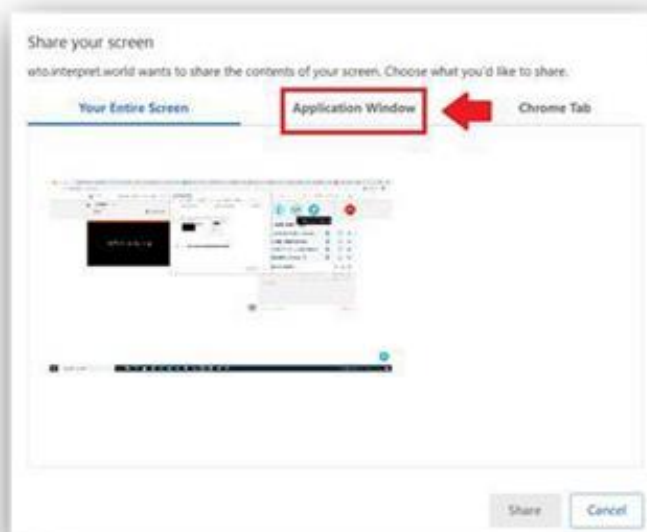 Share your screen
wto.interpret.world wants to share the contents of your screen. Choose what you'd like to share.
Your Entire Screen Application Window Chrome Tab
Share Cancel